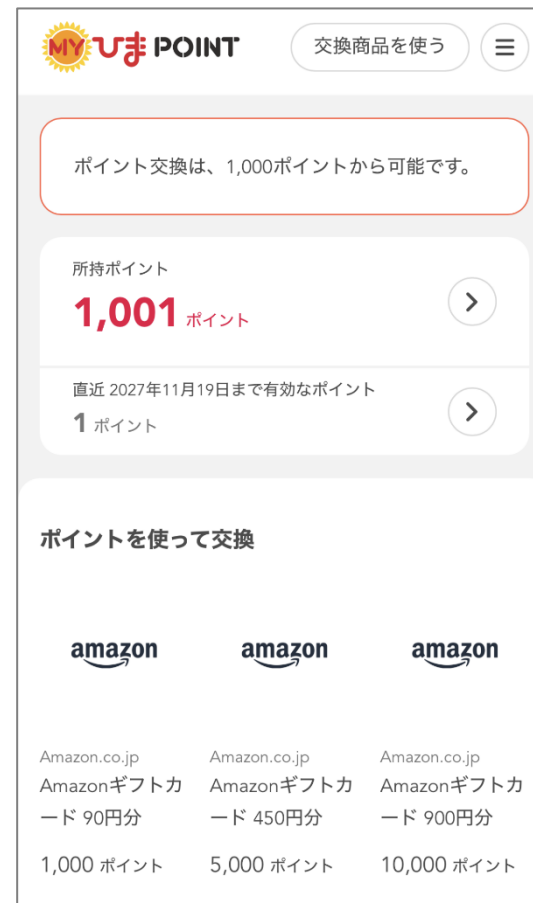 MY ひま POINT
交換商品を使う
ポイント交換は、1,000ポイントから可能です。
所持ポイント
1,001 ポイント
直近 2027年11月19日まで有効なポイント
1 ポイント
ポイントを使って交換
amazon
amazon
amazon
Amazon.co.jp
Amazonギフトカ
ード 90円分
1,000 ポイント
Amazon.co.jp
Amazonギフトカ
ード 450円分
5,000 ポイント
Amazon.co.jp
Amazonギフトカ
ード 900円分
10,000 ポイント